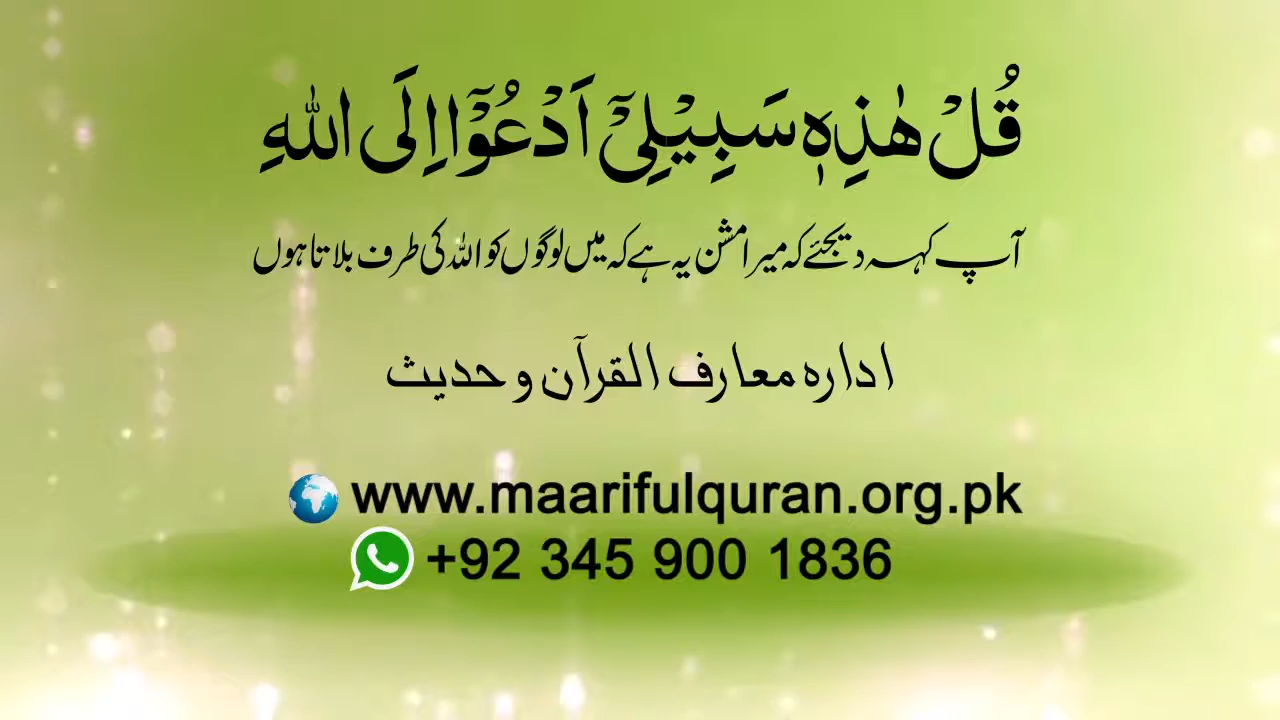 قُلْ هٰذِهٖ سَبِيْلِيْٓ اَدْعُوْٓا اِلَى اللّٰهِ
آپ کہہ دیجئے کہ میرا مشن یہ ہے کہ میں لوگوں کو اللہ کی طرف بلاتا ہوں
ادارہ معارف القرآن و حدیث
www.maarifulquran.org.pk
+92 345 900 1836